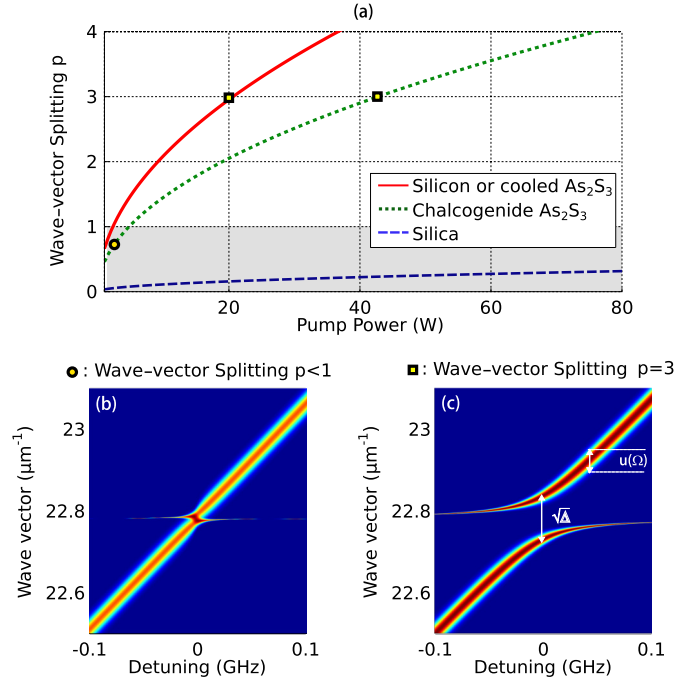 (a)
Wave–vector Splitting p
4
3
2
1
0
Silicon or cooled As₂S₃
Chalcogenide As₂S₃
Silica
20 40 60 80
Pump Power (W)
: Wave–vector Splitting p<1
: Wave–vector Splitting p=3
(b)
Wave vector (µm⁻¹)
23
22.8
22.6
-0.1 0 0.1
Detuning (GHz)
(c)
Wave vector (µm⁻¹)
23
22.8
22.6
u(Ω)
√Δ
-0.1 0 0.1
Detuning (GHz)